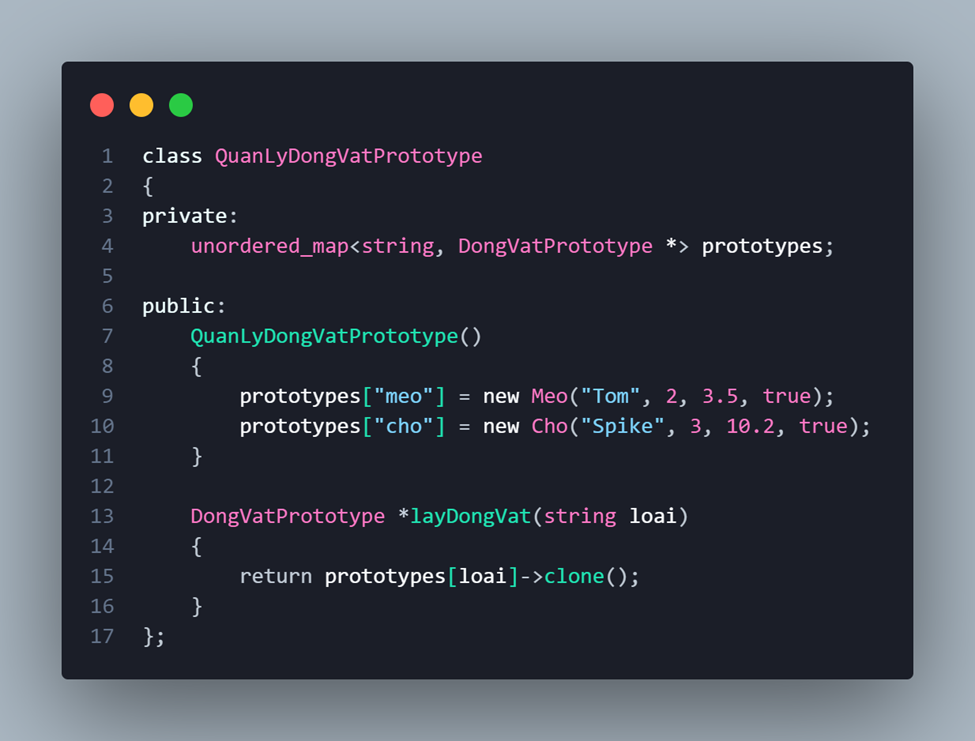 1 class QuanLyDongVatPrototype
2 {
3 private:
4     unordered_map<string, DongVatPrototype *> prototypes;
5
6 public:
7     QuanLyDongVatPrototype()
8     {
9         prototypes["meo"] = new Meo("Tom", 2, 3.5, true);
10         prototypes["cho"] = new Cho("Spike", 3, 10.2, true);
11     }
12
13     DongVatPrototype *layDongVat(string loai)
14     {
15         return prototypes[loai]->clone();
16     }
17 };